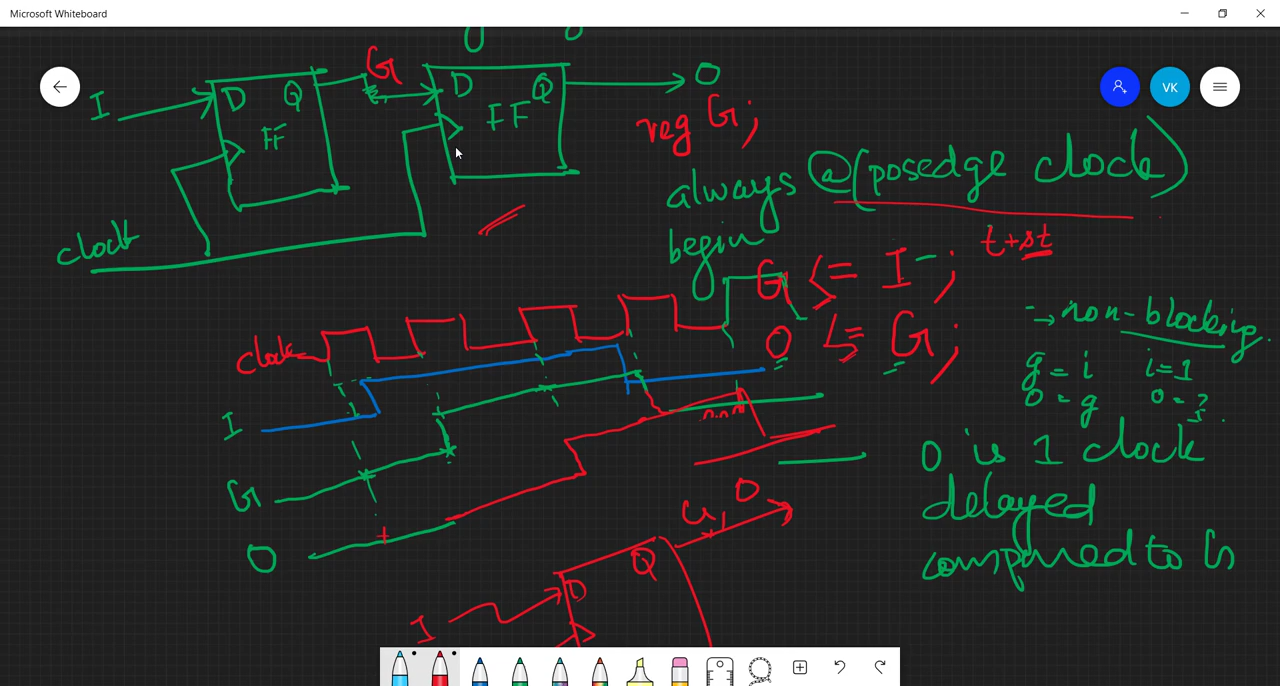 Microsoft Whiteboard
VK
I
D Q
FF
G
D Q
FF
O
clock
reg G;
always @(posedge clock)
begin
t+st
G <= I;
O <= G;
→ non-blocking.
g = i i=1
o = g o = ?
clock
I
G
O
O is 1 clock
delayed
compared to G
I
D
Q
G, O